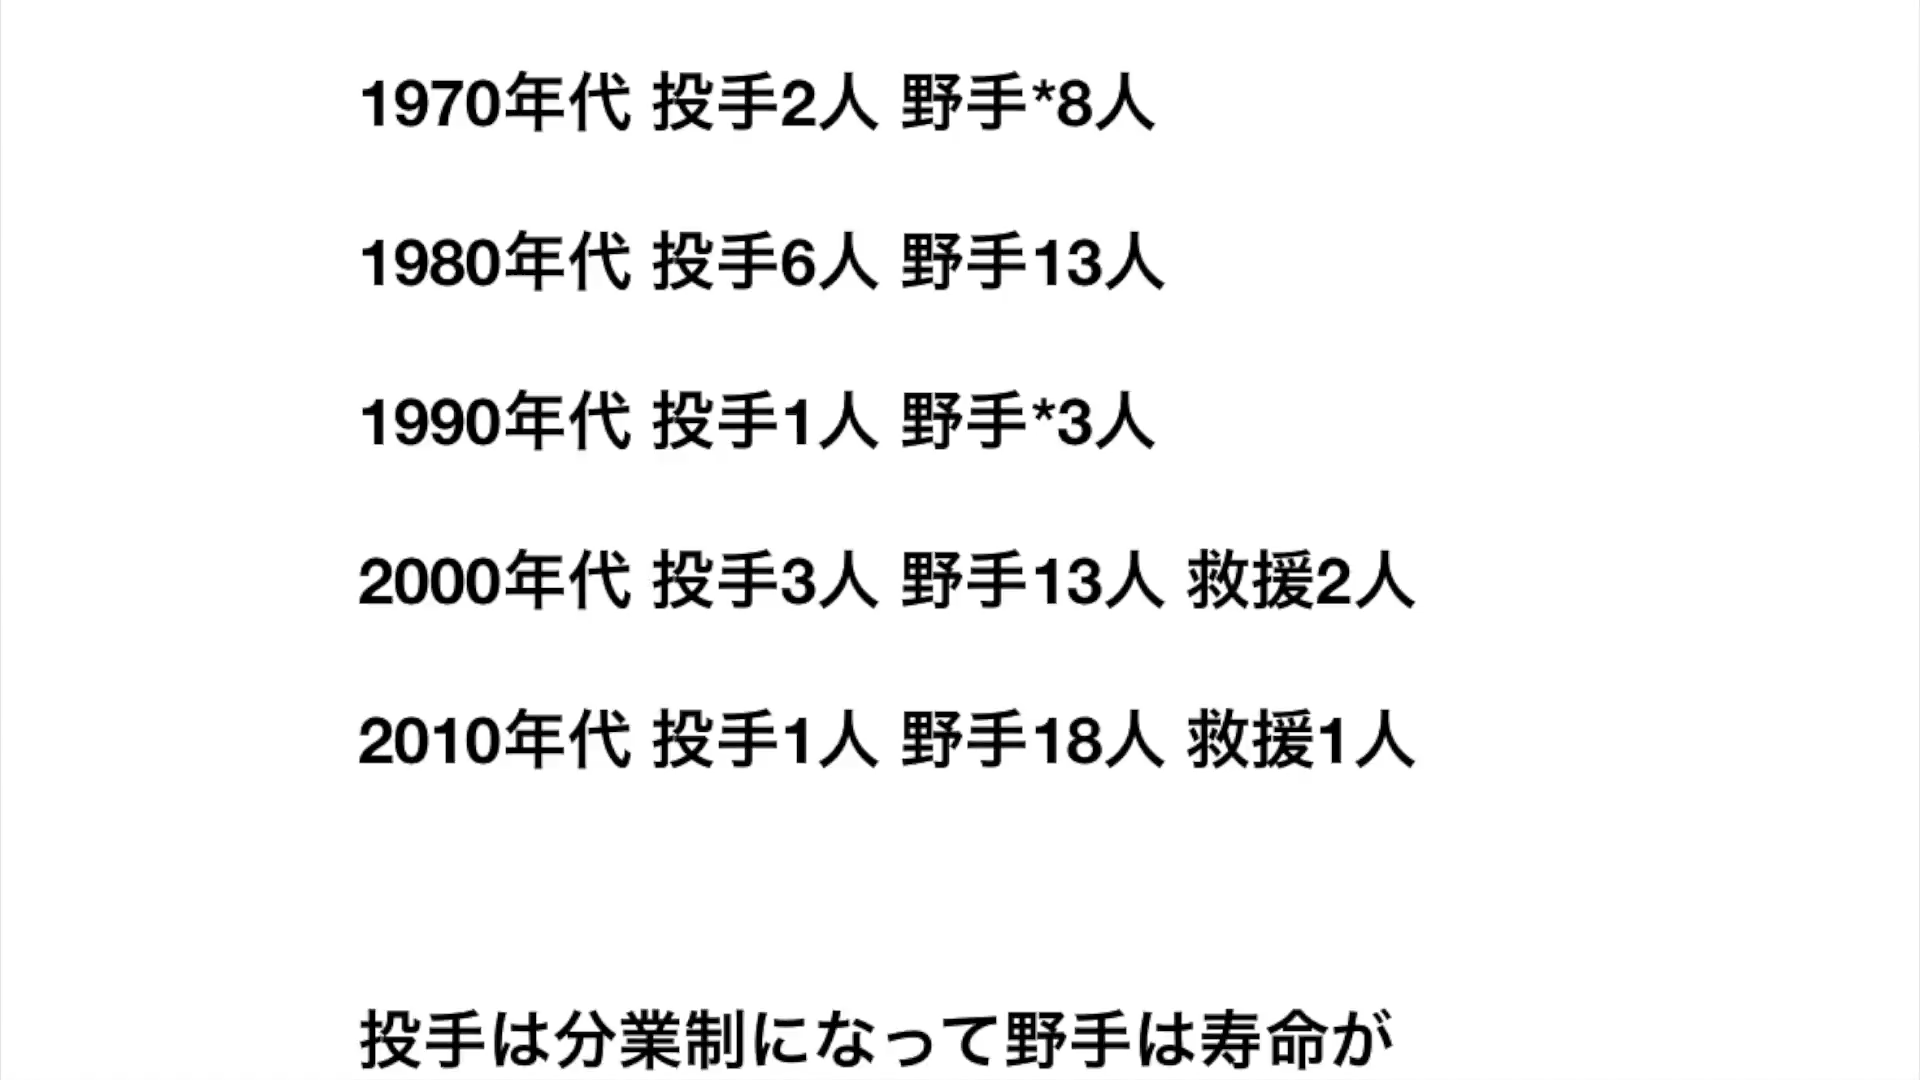 1970年代 投手2人 野手*8人
1980年代 投手6人 野手13人
1990年代 投手1人 野手*3人
2000年代 投手3人 野手13人 救援2人
2010年代 投手1人 野手18人 救援1人
投手は分業制になって野手は寿命が